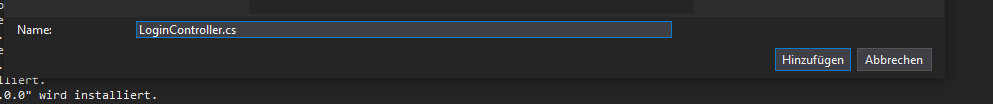 Name:
LoginController.cs
Hinzufügen
Abbrechen
lliert.
.0.0" wird installiert.